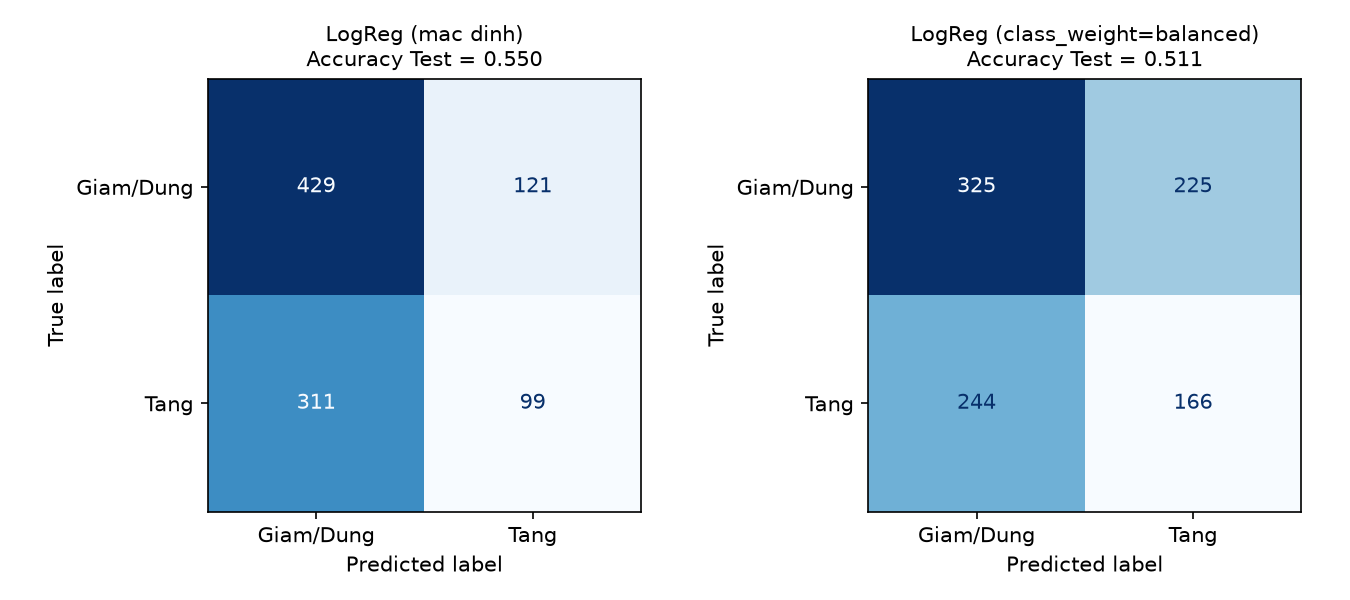 LogReg (mac dinh)
Accuracy Test = 0.550
True label
Giam/Dung
429
121
Tang
311
99
Giam/Dung
Tang
Predicted label
LogReg (class_weight=balanced)
Accuracy Test = 0.511
True label
Giam/Dung
325
225
Tang
244
166
Giam/Dung
Tang
Predicted label